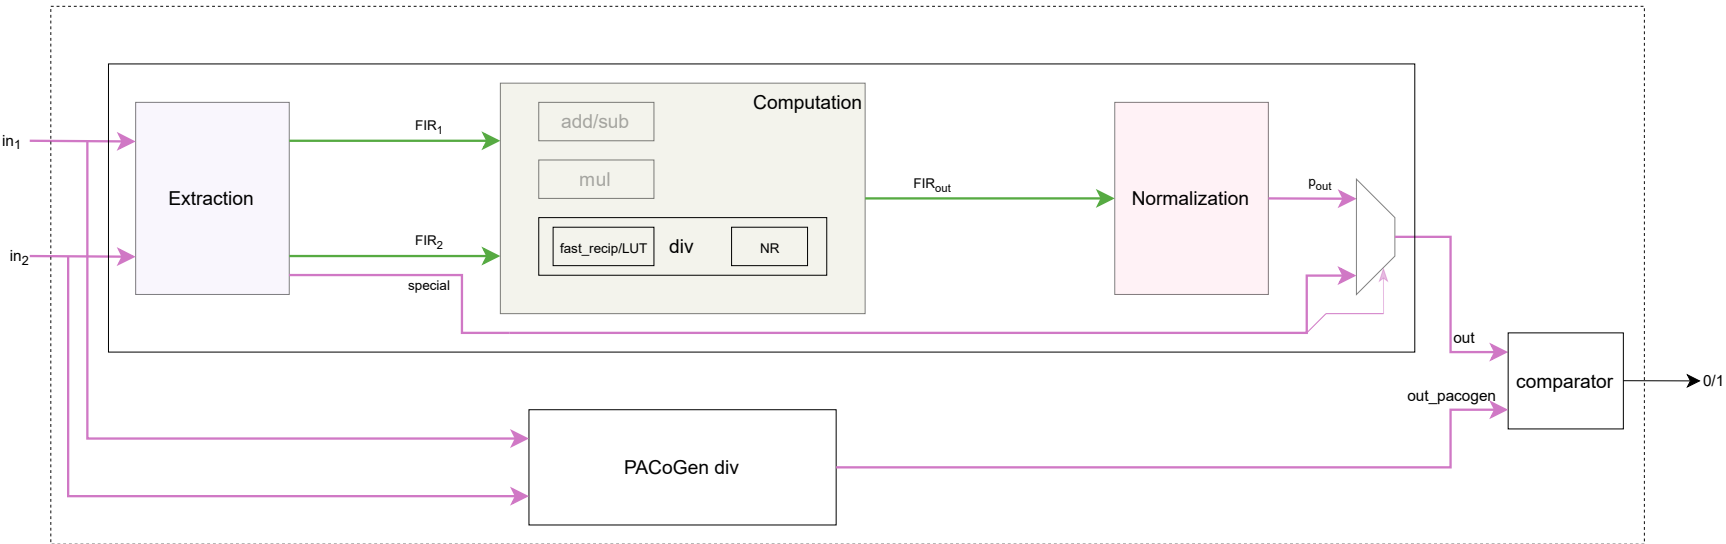 Computation
add/sub
in₁
FIR₁
mul
Extraction
FIRout
Normalization
pout
FIR₂
fast_recip/LUT
div
NR
in₂
special
out
comparator
0/1
out_pacogen
PACoGen div